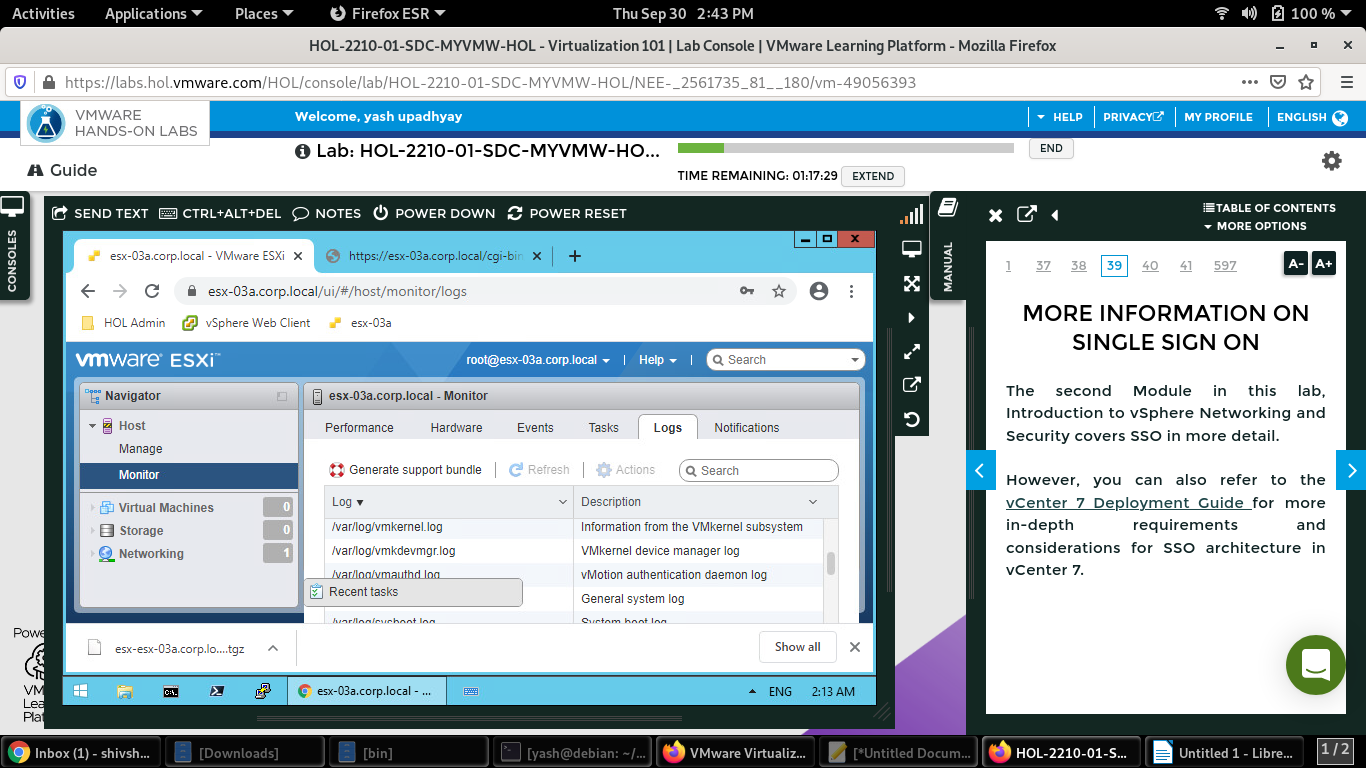 Activities Applications Places Firefox ESR Thu Sep 30 2:43 PM 100 %
HOL-2210-01-SDC-MYVMW-HOL - Virtualization 101 | Lab Console | VMware Learning Platform - Mozilla Firefox
https://labs.hol.vmware.com/HOL/console/lab/HOL-2210-01-SDC-MYVMW-HOL/NEE-_2561735_81__180/vm-49056393
VMWARE
HANDS-ON LABS
Welcome, yash upadhyay
HELP PRIVACY MY PROFILE ENGLISH
Guide
Lab: HOL-2210-01-SDC-MYVMW-HO...
END
TIME REMAINING: 01:17:29 EXTEND
CONSOLES
SEND TEXT CTRL+ALT+DEL NOTES POWER DOWN POWER RESET
esx-03a.corp.local - VMware ESXi
https://esx-03a.corp.local/cgi-bin
esx-03a.corp.local/ui/#/host/monitor/logs
HOL Admin vSphere Web Client esx-03a
vmware ESXi
root@esx-03a.corp.local Help Search
Navigator
Host
Manage
Monitor
Virtual Machines 0
Storage 0
Networking 1
esx-03a.corp.local - Monitor
Performance Hardware Events Tasks Logs Notifications
Generate support bundle Refresh Actions Search
Log Description
/var/log/vmkernel.log Information from the VMkernel subsystem
/var/log/vmkdevmgr.log VMkernel device manager log
/var/log/vmauthd.log vMotion authentication daemon log
General system log
/var/log/sysboot.log System boot log
Recent tasks
esx-esx-03a.corp.lo....tgz
Show all
esx-03a.corp.local - ...
ENG 2:13 AM
Powe
VM
Lea
Plat
MANUAL
TABLE OF CONTENTS
MORE OPTIONS
1 37 38 39 40 41 597
A- A+
MORE INFORMATION ON
SINGLE SIGN ON
The second Module in this lab,
Introduction to vSphere Networking and
Security covers SSO in more detail.
However, you can also refer to the
vCenter 7 Deployment Guide for more
in-depth requirements and
considerations for SSO architecture in
vCenter 7.
Inbox (1) - shivsh... [Downloads] [bin] [yash@debian: ~/... VMware Virtualiz... [*Untitled Docum... HOL-2210-01-S... Untitled 1 - Libre... 1 / 2